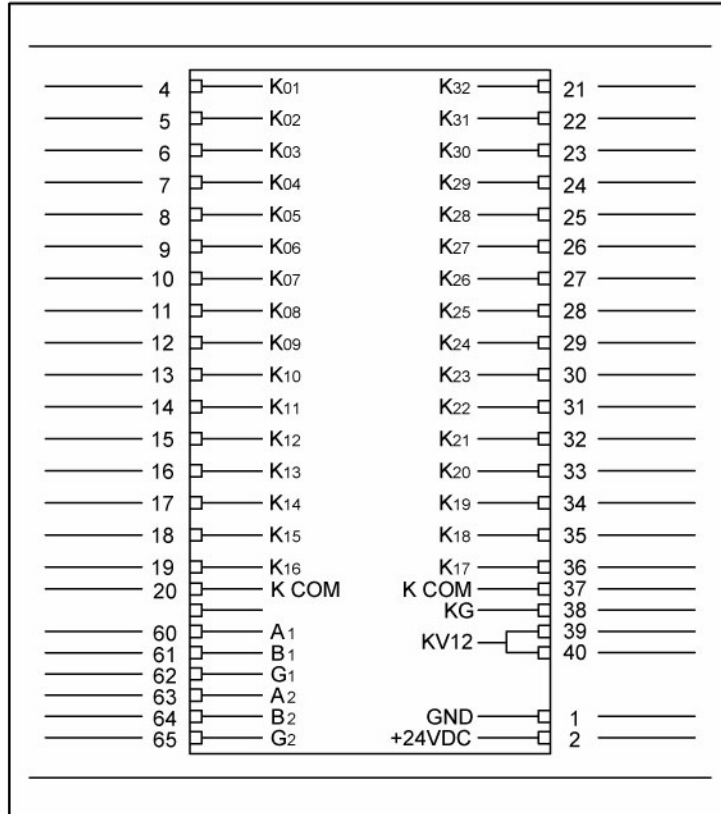 4 K01 K32 21
5 K02 K31 22
6 K03 K30 23
7 K04 K29 24
8 K05 K28 25
9 K06 K27 26
10 K07 K26 27
11 K08 K25 28
12 K09 K24 29
13 K10 K23 30
14 K11 K22 31
15 K12 K21 32
16 K13 K20 33
17 K14 K19 34
18 K15 K18 35
19 K16 K17 36
20 K COM K COM 37
KG 38
60 A1 KV12 39
61 B1 40
62 G1
63 A2
64 B2 GND 1
65 G2 +24VDC 2